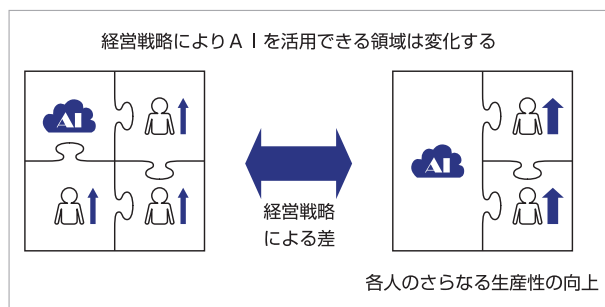 経営戦略によりAIを活用できる領域は変化する
AI
AI
経営戦略
による差
各人のさらなる生産性の向上